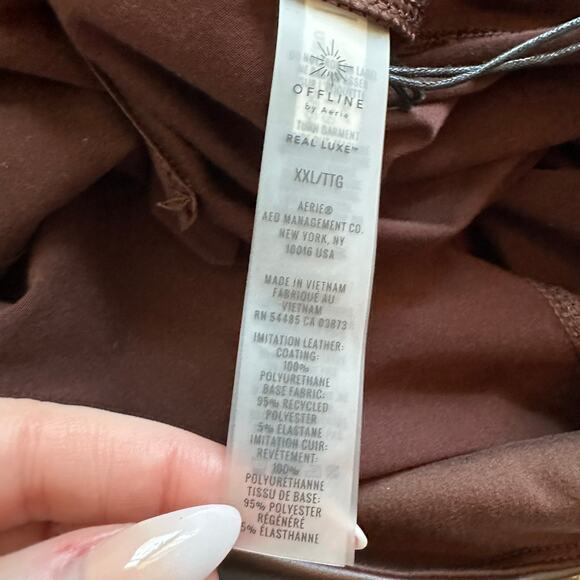 OFFLINE
by Aerie
REAL LUXE™
XXL/TTG
AERIE®
AEO MANAGEMENT CO.
NEW YORK, NY
10016 USA
MADE IN VIETNAM
FABRIQUÉ AU
VIETNAM
RN 54485 CA 03873
IMITATION LEATHER:
COATING:
100%
POLYURETHANE
BASE FABRIC:
95% RECYCLED
POLYESTER
5% ELASTANE
IMITATION CUIR:
REVÊTEMENT:
100%
POLYURÉTHANNE
TISSU DE BASE:
95% POLYESTER
RÉGÉNÉRÉ
5% ÉLASTHANNE